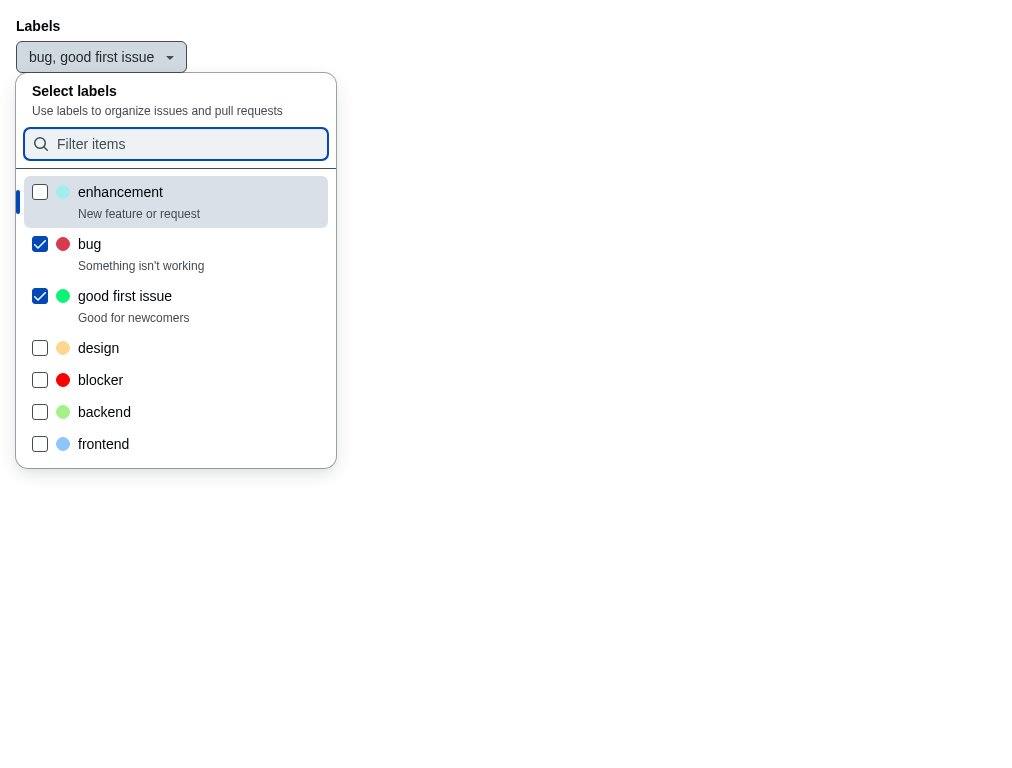 Labels
bug, good first issue
Select labels
Use labels to organize issues and pull requests
Filter items
enhancement
New feature or request
bug
Something isn't working
good first issue
Good for newcomers
design
blocker
backend
frontend